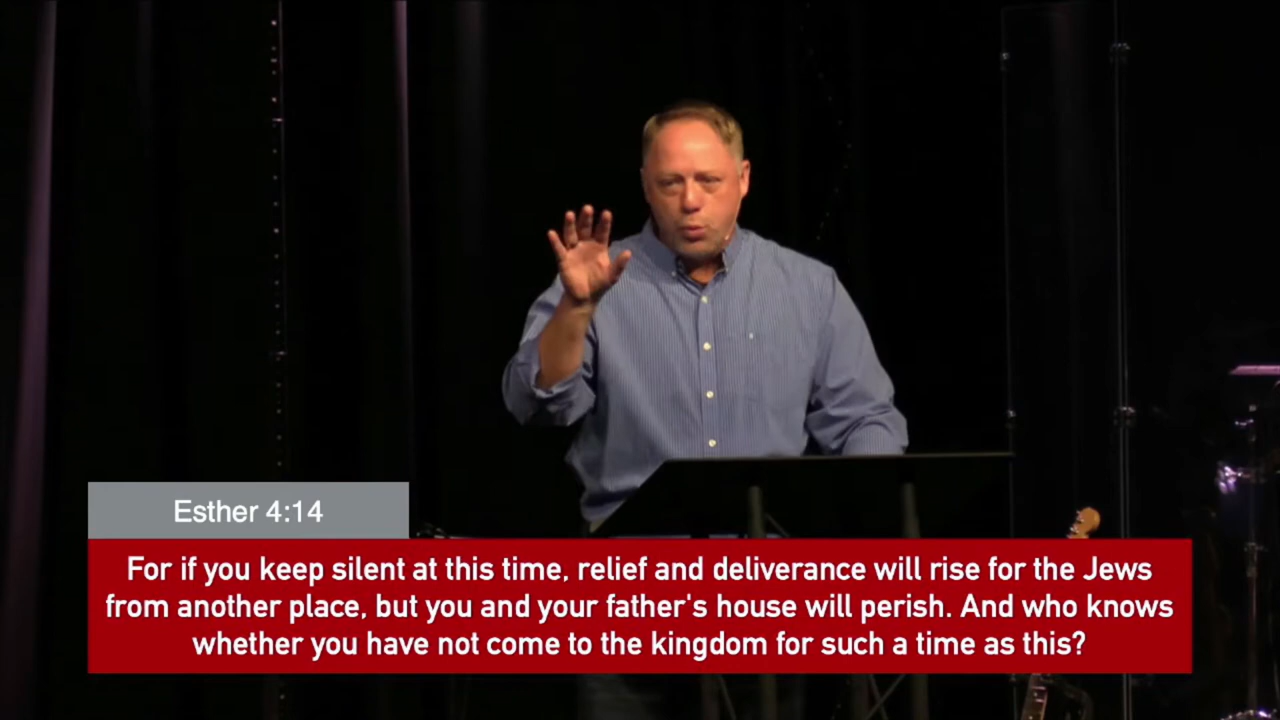 Esther 4:14
For if you keep silent at this time, relief and deliverance will rise for the Jews
from another place, but you and your father's house will perish. And who knows
whether you have not come to the kingdom for such a time as this?